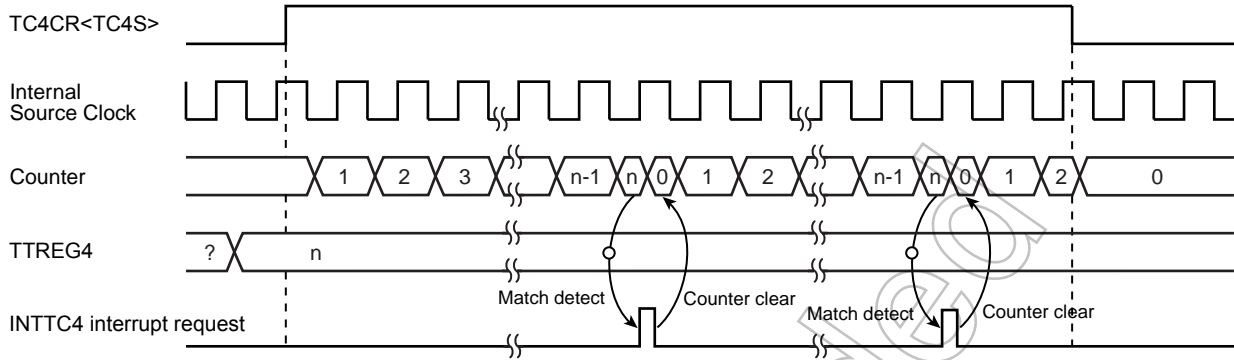 TC4CR<TC4S>
Internal
Source Clock
Counter 1 2 3 n-1 n 0 1 2 n-1 n 0 1 2 0
TTREG4 ? n
Match detect Counter clear Match detect Counter clear
INTTC4 interrupt request